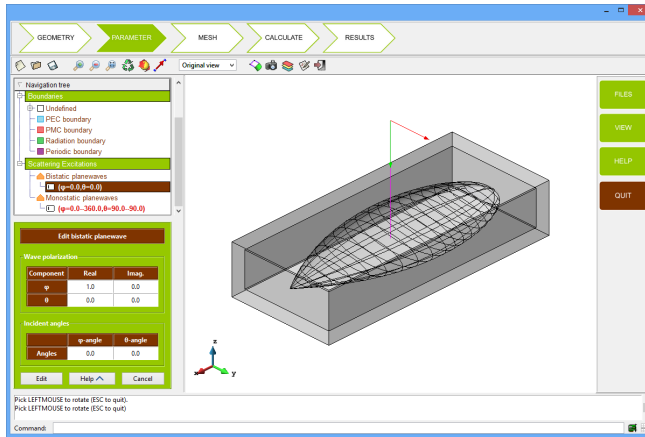 GEOMETRY PARAMETER MESH CALCULATE RESULTS
Original view
Navigation tree
Boundaries
Undefined
PEC boundary
PMC boundary
Radiation boundary
Periodic boundary
Scattering Excitations
Bistatic planewaves
(φ=0.0,θ=0.0)
Monostatic planewaves
(φ=0.0--360.0,θ=90.0--90.0)
FILES
VIEW
HELP
QUIT
Edit bistatic planewave
Wave polarization
Component Real Imag.
φ 1.0 0.0
θ 0.0 0.0
Incident angles
φ-angle θ-angle
Angles 0.0 0.0
Edit Help Cancel
z
x y
Pick LEFTMOUSE to rotate (ESC to quit).
Pick LEFTMOUSE to rotate (ESC to quit)
Command: